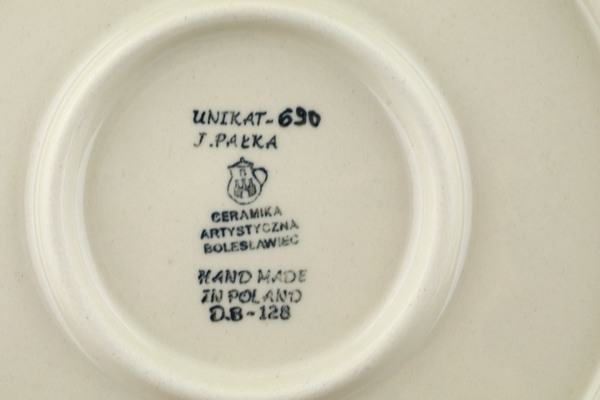 UNIKAT-690
J.PAŁKA
CERAMIKA
ARTYSTYCZNA
BOLESŁAWIEC
HAND MADE
IN POLAND
D.B-128